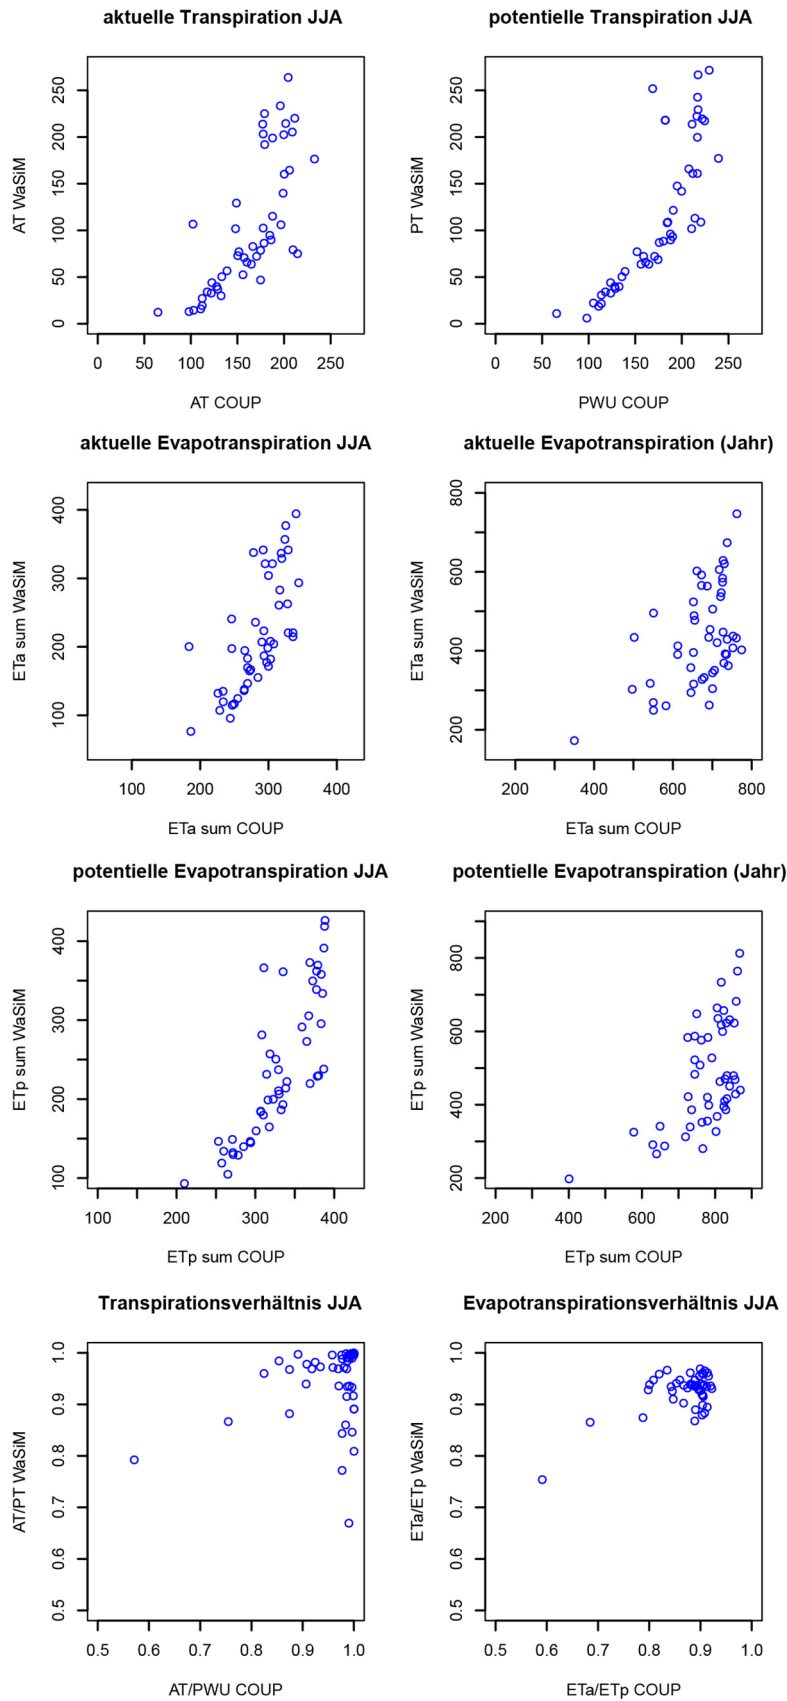 aktuelle Transpiration JJA
AT WaSiM
0 50 100 150 200 250
0 50 100 150 200 250
AT COUP
potentielle Transpiration JJA
PT WaSiM
0 50 100 150 200 250
0 50 100 150 200 250
PWU COUP
aktuelle Evapotranspiration JJA
ETa sum WaSiM
100 200 300 400
100 200 300 400
ETa sum COUP
aktuelle Evapotranspiration (Jahr)
ETa sum WaSiM
200 400 600 800
200 400 600 800
ETa sum COUP
potentielle Evapotranspiration JJA
ETp sum WaSiM
100 200 300 400
100 200 300 400
ETp sum COUP
potentielle Evapotranspiration (Jahr)
ETp sum WaSiM
200 400 600 800
200 400 600 800
ETp sum COUP
Transpirationsverhältnis JJA
AT/PT WaSiM
0.5 0.6 0.7 0.8 0.9 1.0
0.5 0.6 0.7 0.8 0.9 1.0
AT/PWU COUP
Evapotranspirationsverhältnis JJA
ETa/ETp WaSiM
0.5 0.6 0.7 0.8 0.9 1.0
0.5 0.6 0.7 0.8 0.9 1.0
ETa/ETp COUP